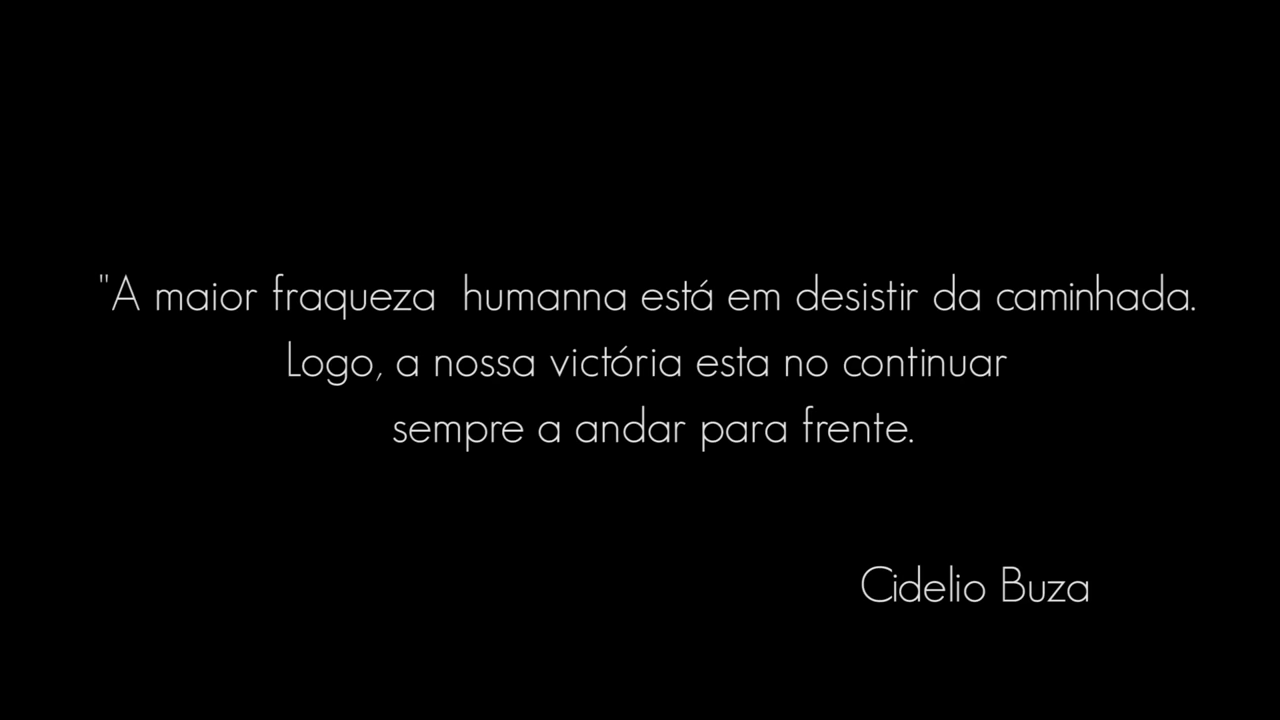 "A maior fraqueza  humanna está em desistir da caminhada.
Logo, a nossa victória esta no continuar
sempre a andar para frente.
Cidelio Buza